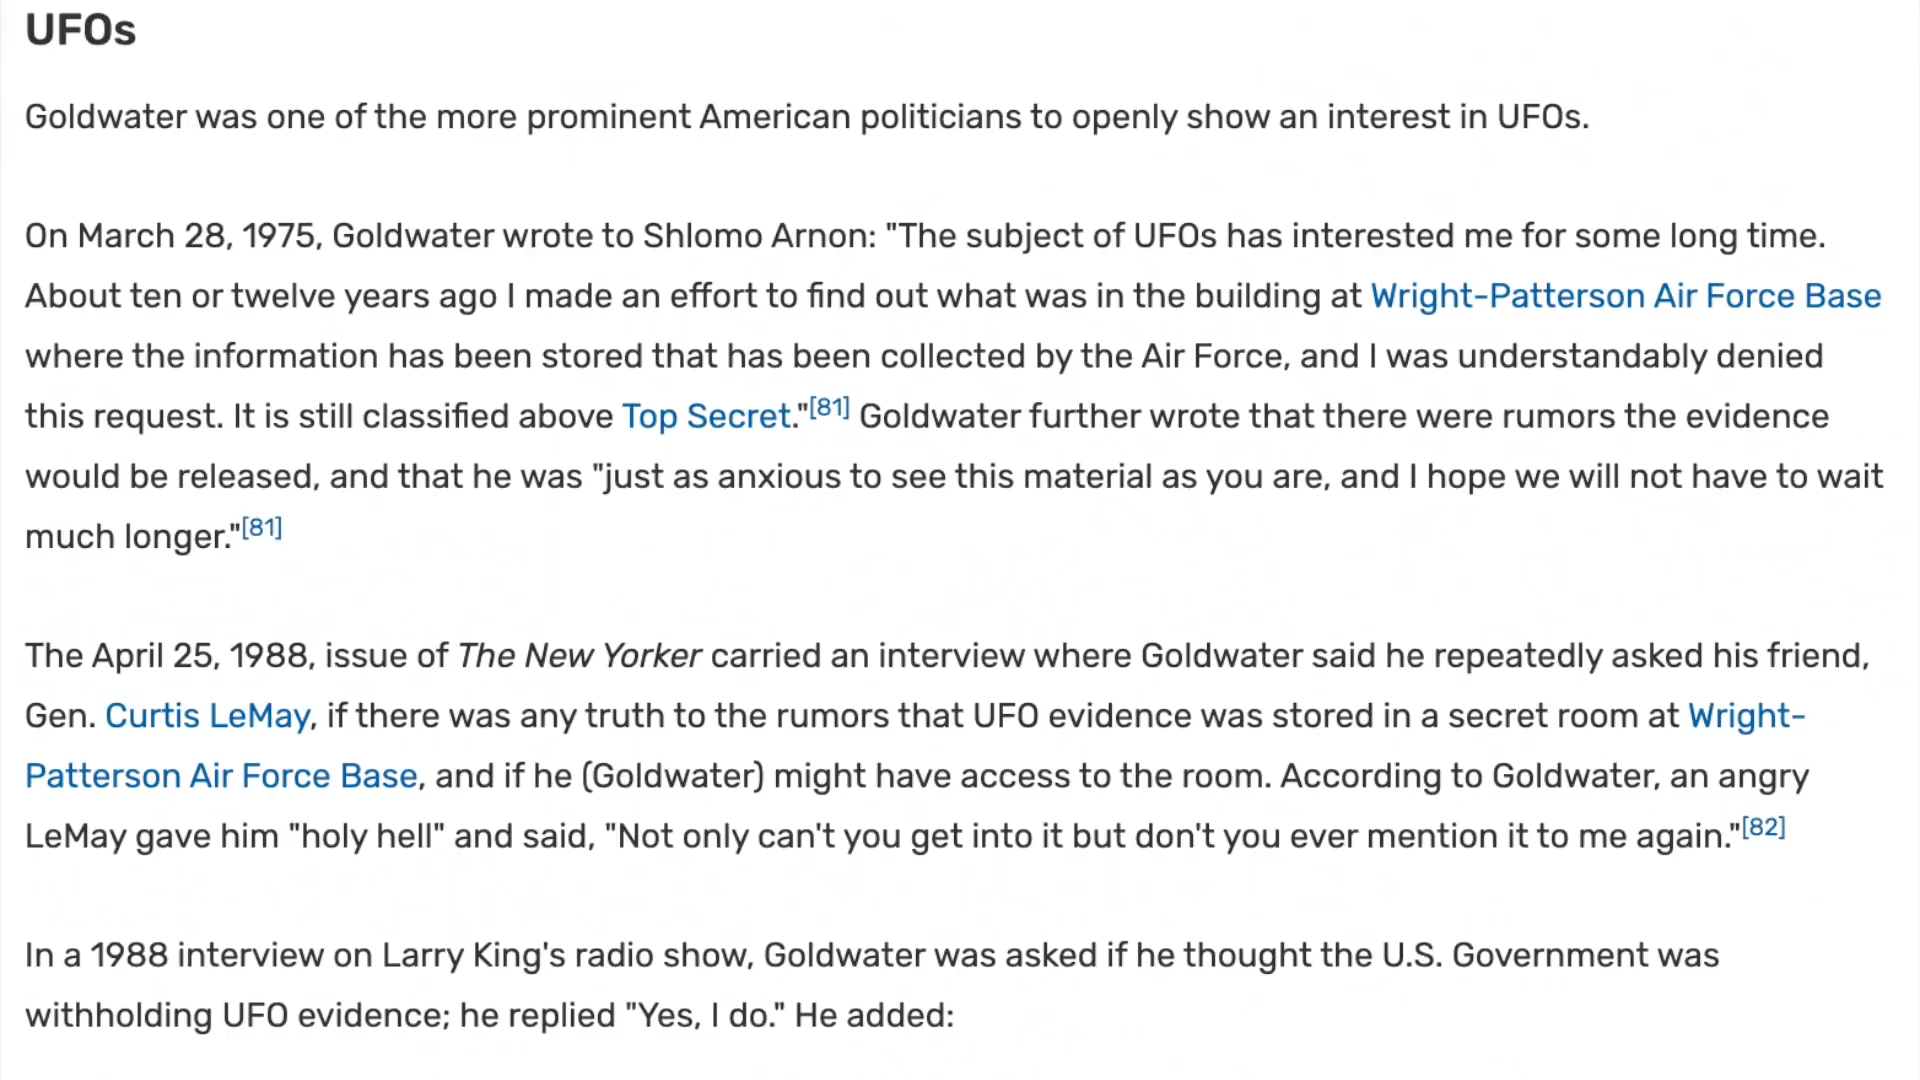 UFOs
Goldwater was one of the more prominent American politicians to openly show an interest in UFOs.
On March 28, 1975, Goldwater wrote to Shlomo Arnon: "The subject of UFOs has interested me for some long time.
About ten or twelve years ago I made an effort to find out what was in the building at Wright-Patterson Air Force Base
where the information has been stored that has been collected by the Air Force, and I was understandably denied
this request. It is still classified above Top Secret."[81] Goldwater further wrote that there were rumors the evidence
would be released, and that he was "just as anxious to see this material as you are, and I hope we will not have to wait
much longer."[81]
The April 25, 1988, issue of The New Yorker carried an interview where Goldwater said he repeatedly asked his friend,
Gen. Curtis LeMay, if there was any truth to the rumors that UFO evidence was stored in a secret room at Wright-
Patterson Air Force Base, and if he (Goldwater) might have access to the room. According to Goldwater, an angry
LeMay gave him "holy hell" and said, "Not only can't you get into it but don't you ever mention it to me again."[82]
In a 1988 interview on Larry King's radio show, Goldwater was asked if he thought the U.S. Government was
withholding UFO evidence; he replied "Yes, I do." He added: